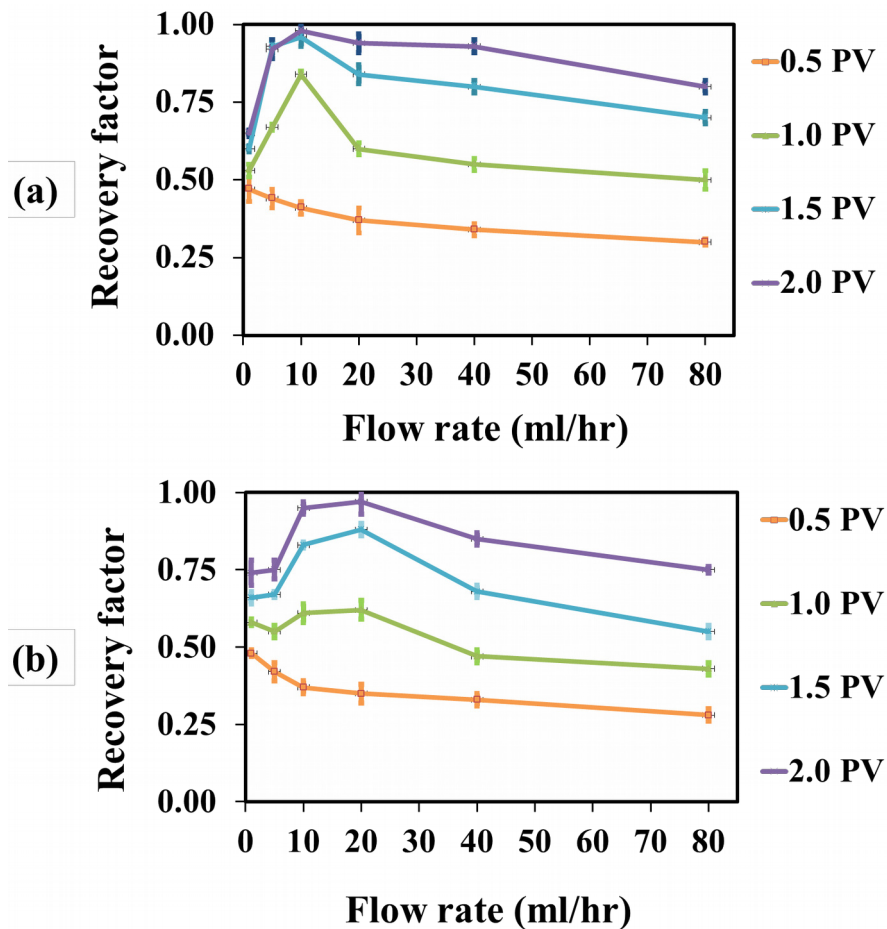 (a)
Recovery factor
1.00
0.75
0.50
0.25
0.00
0 10 20 30 40 50 60 70 80
Flow rate (ml/hr)
0.5 PV
1.0 PV
1.5 PV
2.0 PV
(b)
Recovery factor
1.00
0.75
0.50
0.25
0.00
0 10 20 30 40 50 60 70 80
Flow rate (ml/hr)
0.5 PV
1.0 PV
1.5 PV
2.0 PV